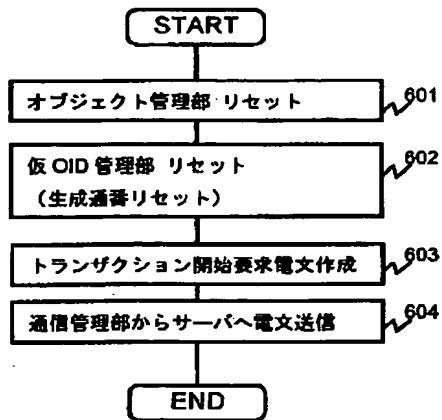 START
オブジェクト管理部 リセット
601
仮OID管理部 リセット
(生成通番リセット)
602
トランザクション開始要求電文作成
603
通信管理部からサーバへ電文送信
604
END